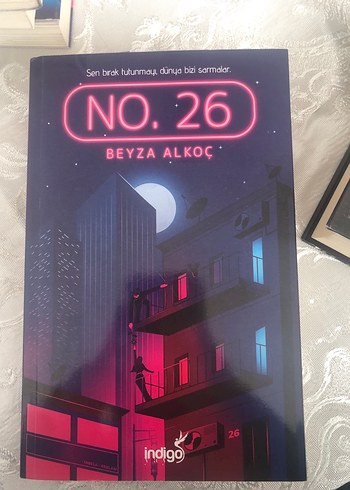 Sen bırak tutunmayı, dünya bizi sarmalar.
NO. 26
BEYZA ALKOÇ
26
indigo